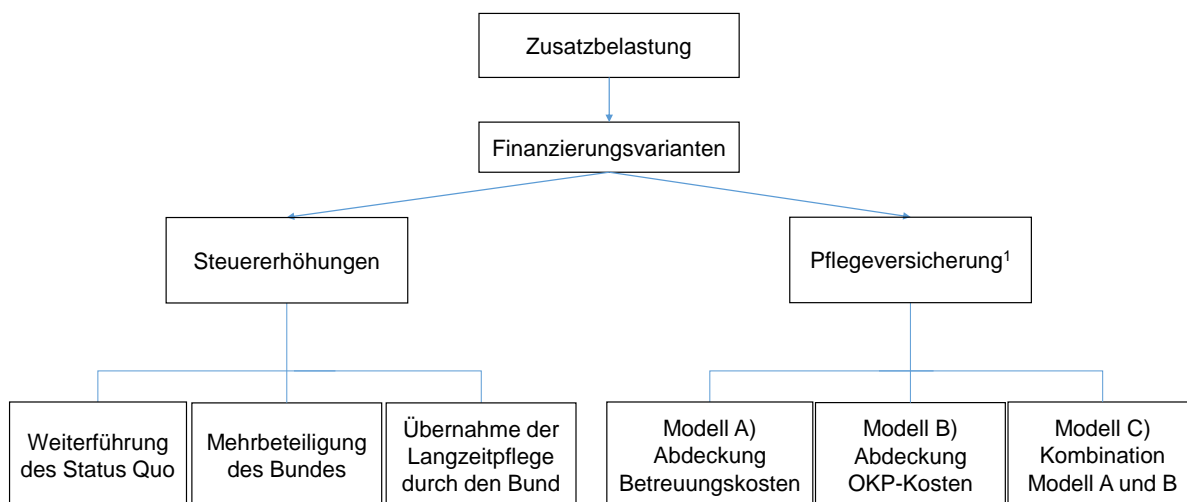 Zusatzbelastung
Finanzierungsvarianten
Steuererhöhungen
Pflegeversicherung¹
Weiterführung
des Status Quo
Mehrbeteiligung
des Bundes
Übernahme der
Langzeitpflege
durch den Bund
Modell A)
Abdeckung
Betreuungskosten
Modell B)
Abdeckung
OKP-Kosten
Modell C)
Kombination
Modell A und B